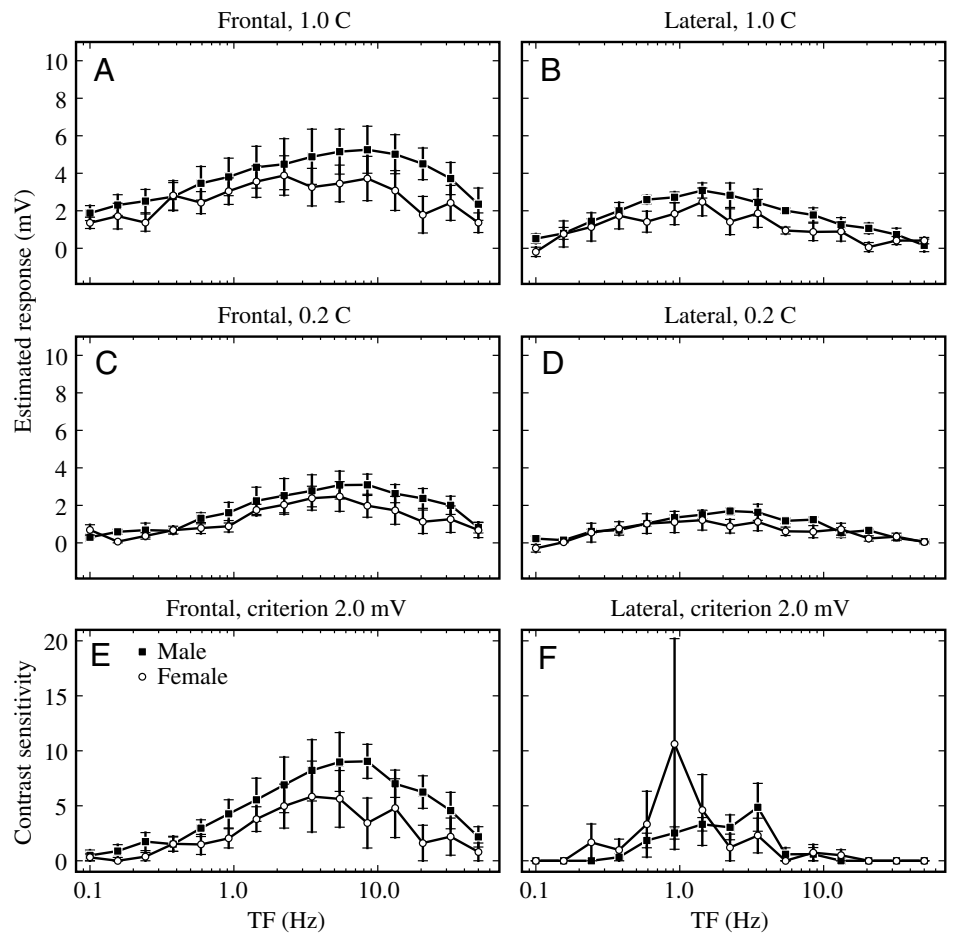 Frontal, 1.0 C
Lateral, 1.0 C
A
B
10
8
6
4
2
0
Estimated response (mV)
Frontal, 0.2 C
Lateral, 0.2 C
C
D
10
8
6
4
2
0
Frontal, criterion 2.0 mV
Lateral, criterion 2.0 mV
E
F
Male
Female
20
15
10
5
0
Contrast sensitivity
0.1 1.0 10.0
0.1 1.0 10.0
TF (Hz)
TF (Hz)